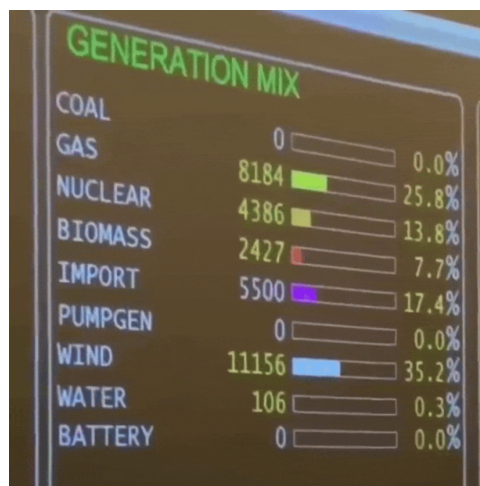 GENERATION MIX
COAL 0 0.0%
GAS 8184 25.8%
NUCLEAR 4386 13.8%
BIOMASS 2427 7.7%
IMPORT 5500 17.4%
PUMPGEN 0 0.0%
WIND 11156 35.2%
WATER 106 0.3%
BATTERY 0 0.0%